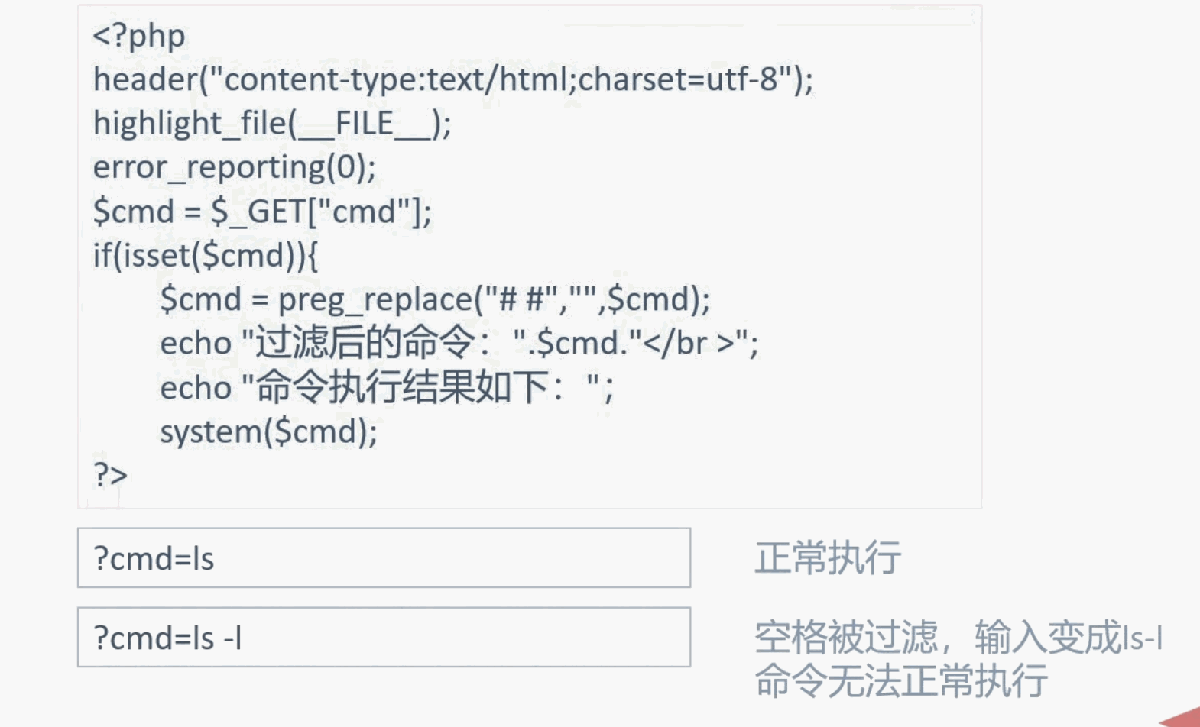 <?php
header("content-type:text/html;charset=utf-8");
highlight_file(__FILE__);
error_reporting(0);
$cmd = $_GET["cmd"];
if(isset($cmd)){
$cmd = preg_replace("# #","",$cmd);
echo "过滤后的命令：".$cmd."</br >";
echo "命令执行结果如下：";
system($cmd);
?>
?cmd=ls
正常执行
?cmd=ls -l
空格被过滤，输入变成ls-l
命令无法正常执行